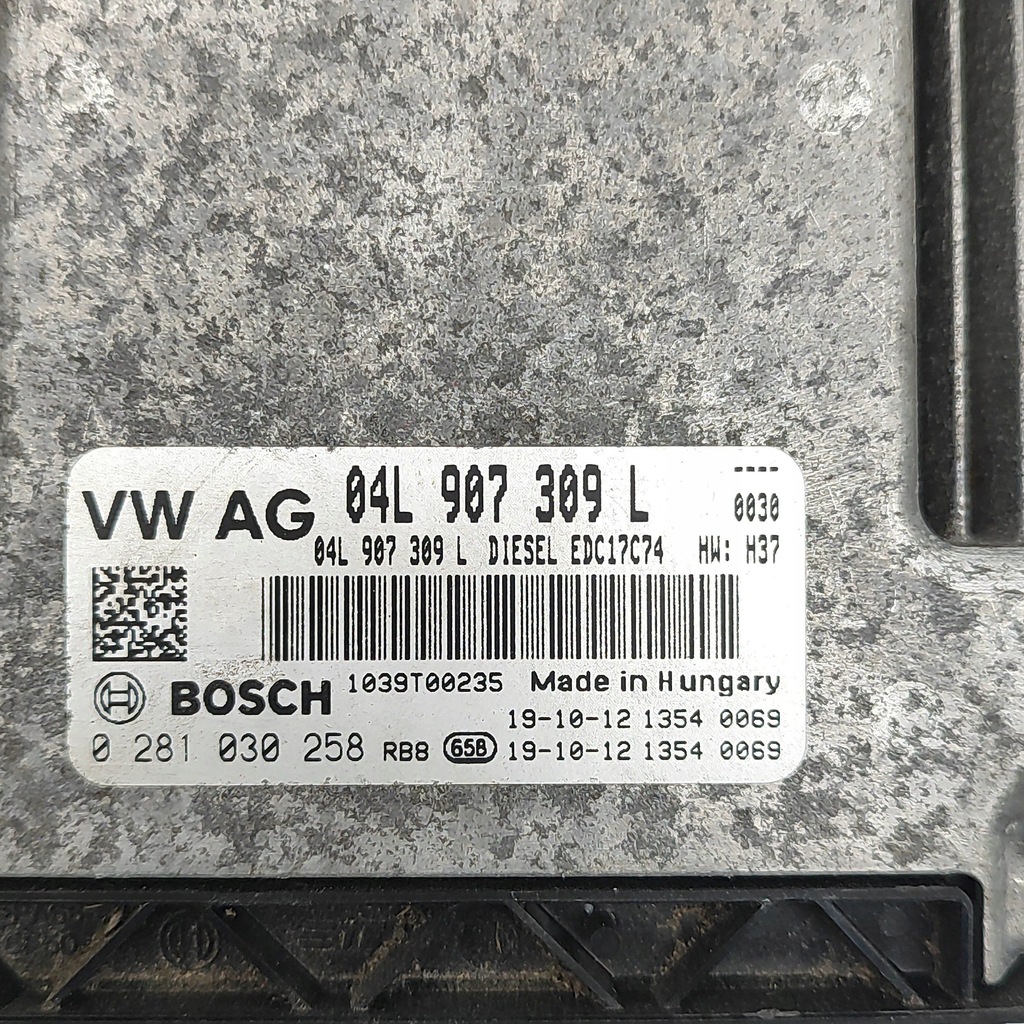 VW AG 04L 907 309 L ----
0030
04L 907 309 L DIESEL EDC17C74 HW: H37
BOSCH 1039T00235 Made in Hungary
19-10-12 1354 0069
0 281 030 258 RB8 65B 19-10-12 1354 0069